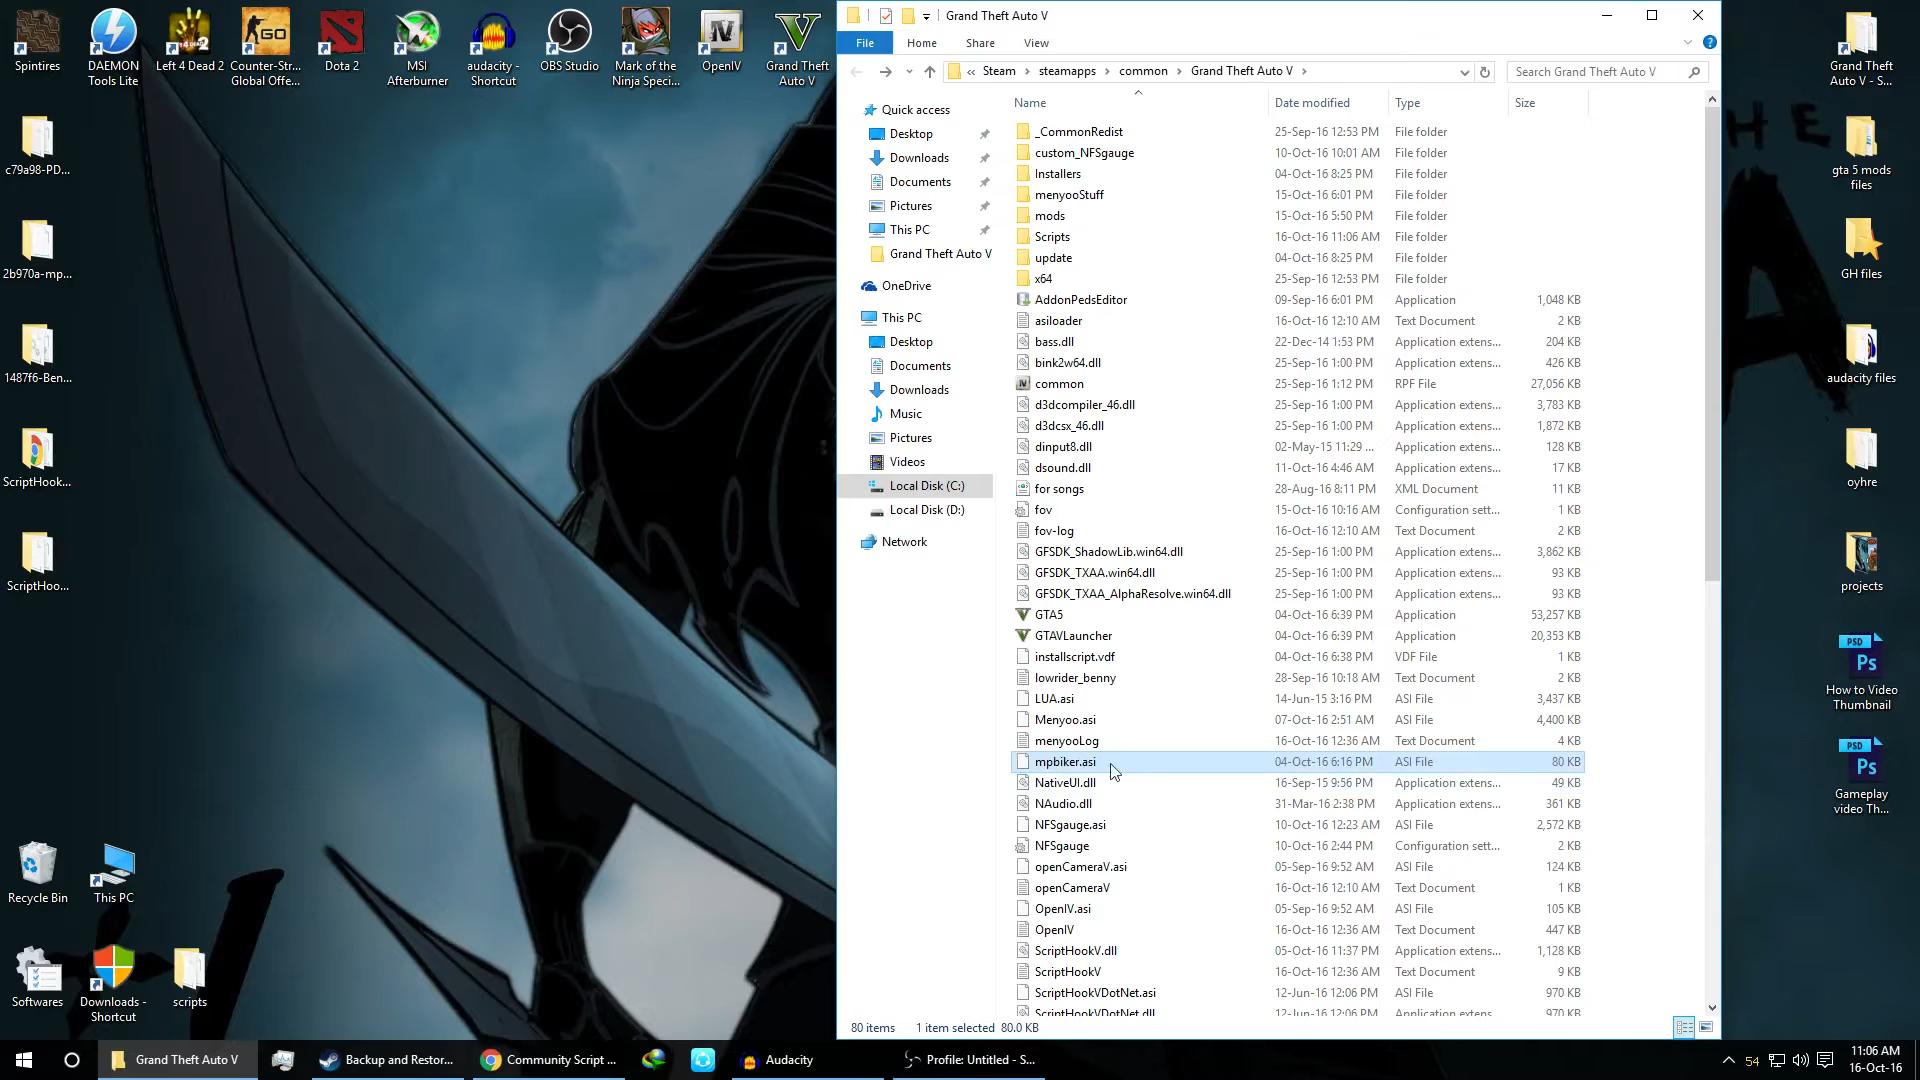 Spintires
DAEMON
Tools Lite
Left 4 Dead 2
Counter-Str...
Global Offe...
Dota 2
MSI
Afterburner
audacity -
Shortcut
OBS Studio
Mark of the
Ninja Speci...
OpenIV
Grand Theft
Auto V
c79a98-PD...
2b970a-mp...
1487f6-Ben...
ScriptHook...
ScriptHoo...
Recycle Bin
This PC
Softwares
Downloads -
Shortcut
scripts
Grand Theft Auto V
File
Home
Share
View
« Steam › steamapps › common › Grand Theft Auto V ›
Search Grand Theft Auto V
Quick access
Desktop
Downloads
Documents
Pictures
This PC
Grand Theft Auto V
OneDrive
This PC
Desktop
Documents
Downloads
Music
Pictures
Videos
Local Disk (C:)
Local Disk (D:)
Network
Name Date modified Type Size
_CommonRedist 25-Sep-16 12:53 PM File folder
custom_NFSgauge 10-Oct-16 10:01 AM File folder
Installers 04-Oct-16 8:25 PM File folder
menyooStuff 15-Oct-16 6:01 PM File folder
mods 15-Oct-16 5:50 PM File folder
Scripts 16-Oct-16 11:06 AM File folder
update 04-Oct-16 8:25 PM File folder
x64 25-Sep-16 12:53 PM File folder
AddonPedsEditor 09-Sep-16 6:01 PM Application 1,048 KB
asiloader 16-Oct-16 12:10 AM Text Document 2 KB
bass.dll 22-Dec-14 1:53 PM Application extens... 204 KB
bink2w64.dll 25-Sep-16 1:00 PM Application extens... 426 KB
common 25-Sep-16 1:12 PM RPF File 27,056 KB
d3dcompiler_46.dll 25-Sep-16 1:00 PM Application extens... 3,783 KB
d3dcsx_46.dll 25-Sep-16 1:00 PM Application extens... 1,872 KB
dinput8.dll 02-May-15 11:29 ... Application extens... 128 KB
dsound.dll 11-Oct-16 4:46 AM Application extens... 17 KB
for songs 28-Aug-16 8:11 PM XML Document 11 KB
fov 15-Oct-16 10:16 AM Configuration sett... 1 KB
fov-log 16-Oct-16 12:10 AM Text Document 2 KB
GFSDK_ShadowLib.win64.dll 25-Sep-16 1:00 PM Application extens... 3,862 KB
GFSDK_TXAA.win64.dll 25-Sep-16 1:00 PM Application extens... 93 KB
GFSDK_TXAA_AlphaResolve.win64.dll 25-Sep-16 1:00 PM Application extens... 93 KB
GTA5 04-Oct-16 6:39 PM Application 53,257 KB
GTAVLauncher 04-Oct-16 6:39 PM Application 20,353 KB
installscript.vdf 04-Oct-16 6:38 PM VDF File 1 KB
lowrider_benny 28-Sep-16 10:18 AM Text Document 2 KB
LUA.asi 14-Jun-15 3:16 PM ASI File 3,437 KB
Menyoo.asi 07-Oct-16 2:51 AM ASI File 4,400 KB
menyooLog 16-Oct-16 12:36 AM Text Document 4 KB
mpbiker.asi 04-Oct-16 6:16 PM ASI File 80 KB
NativeUI.dll 16-Sep-15 9:56 PM Application extens... 49 KB
NAudio.dll 31-Mar-16 2:38 PM Application extens... 361 KB
NFSgauge.asi 10-Oct-16 12:23 AM ASI File 2,572 KB
NFSgauge 10-Oct-16 2:44 PM Configuration sett... 2 KB
openCameraV.asi 05-Sep-16 9:52 AM ASI File 124 KB
openCameraV 16-Oct-16 12:10 AM Text Document 1 KB
OpenIV.asi 05-Sep-16 9:52 AM ASI File 105 KB
OpenIV 16-Oct-16 12:36 AM Text Document 447 KB
ScriptHookV.dll 05-Oct-16 11:37 PM Application extens... 1,128 KB
ScriptHookV 16-Oct-16 12:36 AM Text Document 9 KB
ScriptHookVDotNet.asi 12-Jun-16 12:06 PM ASI File 970 KB
ScriptHookVDotNet.dll 12-Jun-16 12:06 PM Application extens... 970 KB
80 items 1 item selected 80.0 KB
Grand Theft
Auto V - S...
gta 5 mods
files
GH files
audacity files
oyhre
projects
PSD
Ps
How to Video
Thumbnail
PSD
Ps
Gameplay
video Th...
HE
Grand Theft Auto V
Backup and Restor...
Community Script ...
Audacity
Profile: Untitled - S...
54
11:06 AM
16-Oct-16